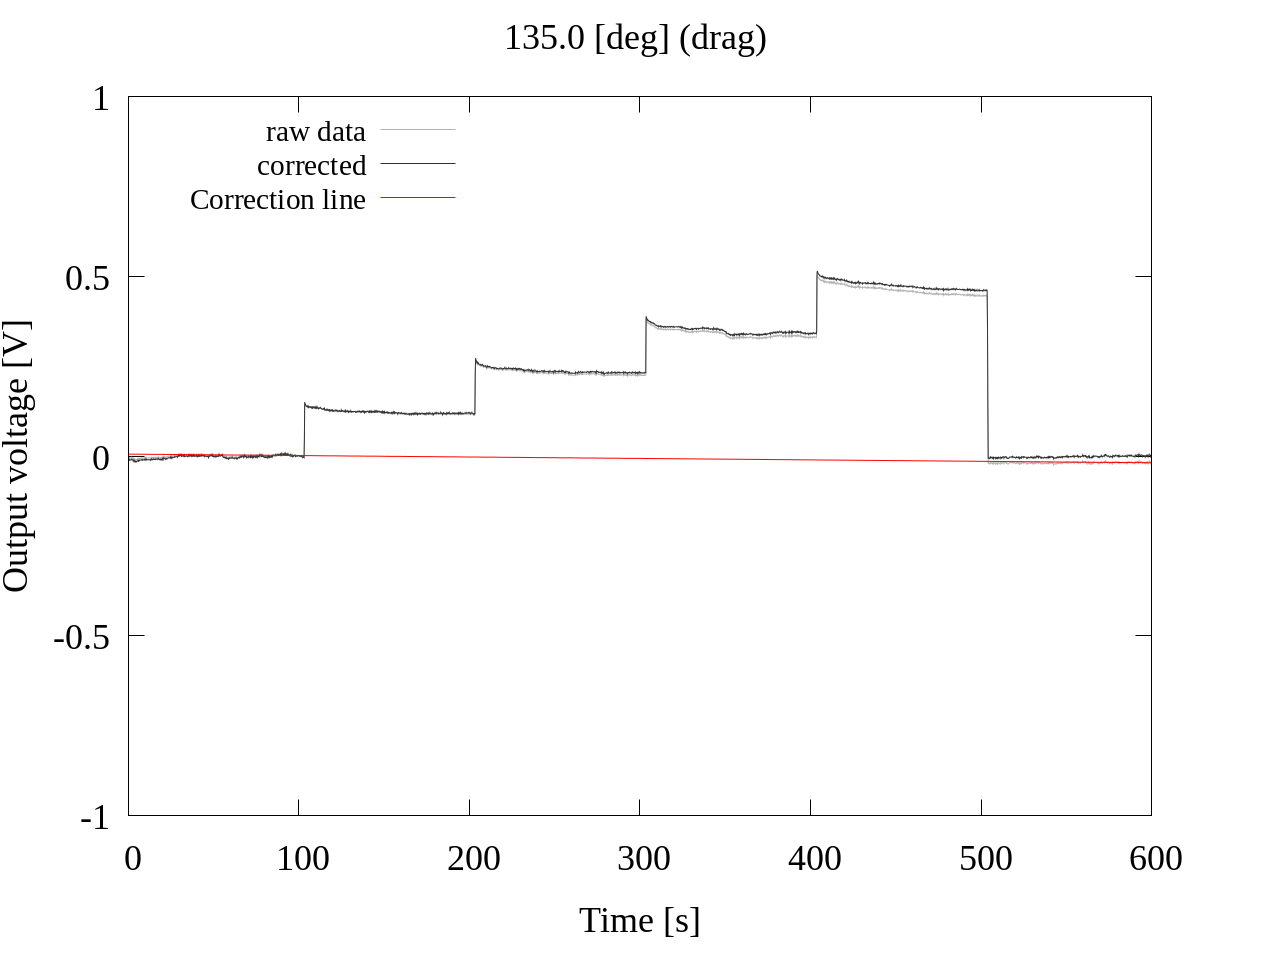 135.0 [deg] (drag)
raw data
corrected
Correction line
1
0.5
0
-0.5
-1
Output voltage [V]
0 100 200 300 400 500 600
Time [s]